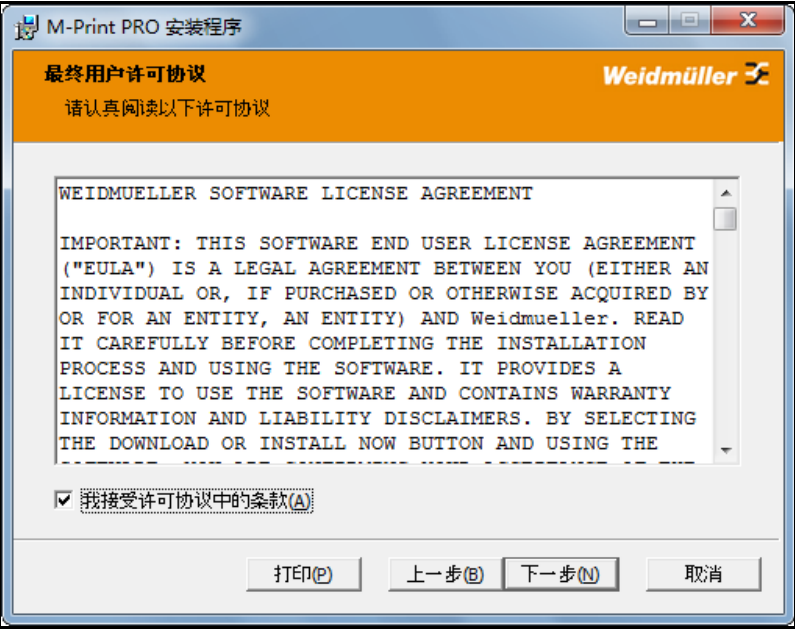 M-Print PRO 安装程序
最终用户许可协议
Weidmüller
请认真阅读以下许可协议
WEIDMUELLER SOFTWARE LICENSE AGREEMENT
IMPORTANT: THIS SOFTWARE END USER LICENSE AGREEMENT
("EULA") IS A LEGAL AGREEMENT BETWEEN YOU (EITHER AN
INDIVIDUAL OR, IF PURCHASED OR OTHERWISE ACQUIRED BY
OR FOR AN ENTITY, AN ENTITY) AND Weidmueller. READ
IT CAREFULLY BEFORE COMPLETING THE INSTALLATION
PROCESS AND USING THE SOFTWARE. IT PROVIDES A
LICENSE TO USE THE SOFTWARE AND CONTAINS WARRANTY
INFORMATION AND LIABILITY DISCLAIMERS. BY SELECTING
THE DOWNLOAD OR INSTALL NOW BUTTON AND USING THE
我接受许可协议中的条款(A)
打印(P)
上一步(B)
下一步(N)
取消